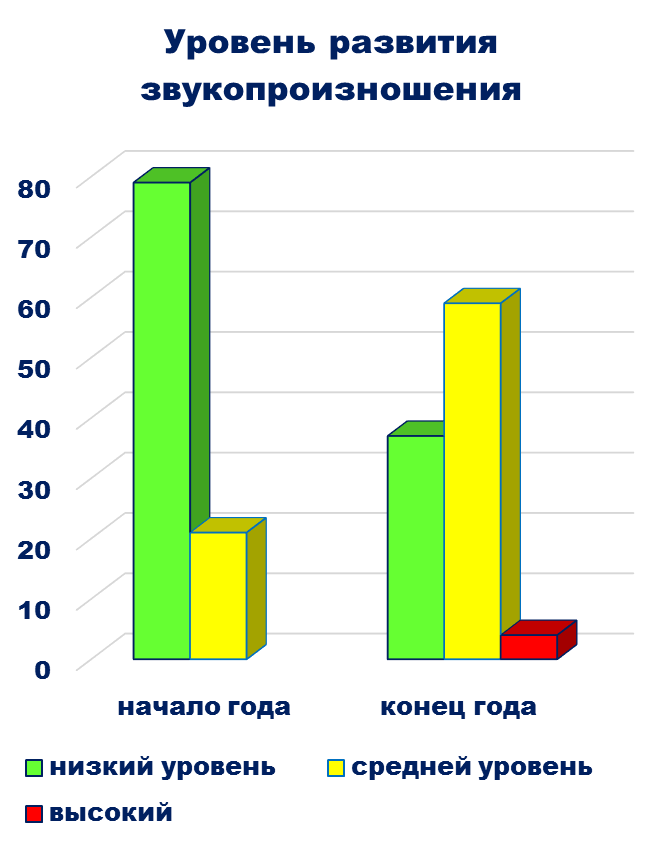 Уровень развития
звукопроизношения
80
70
60
50
40
30
20
10
0
начало года
конец года
низкий уровень
средней уровень
высокий